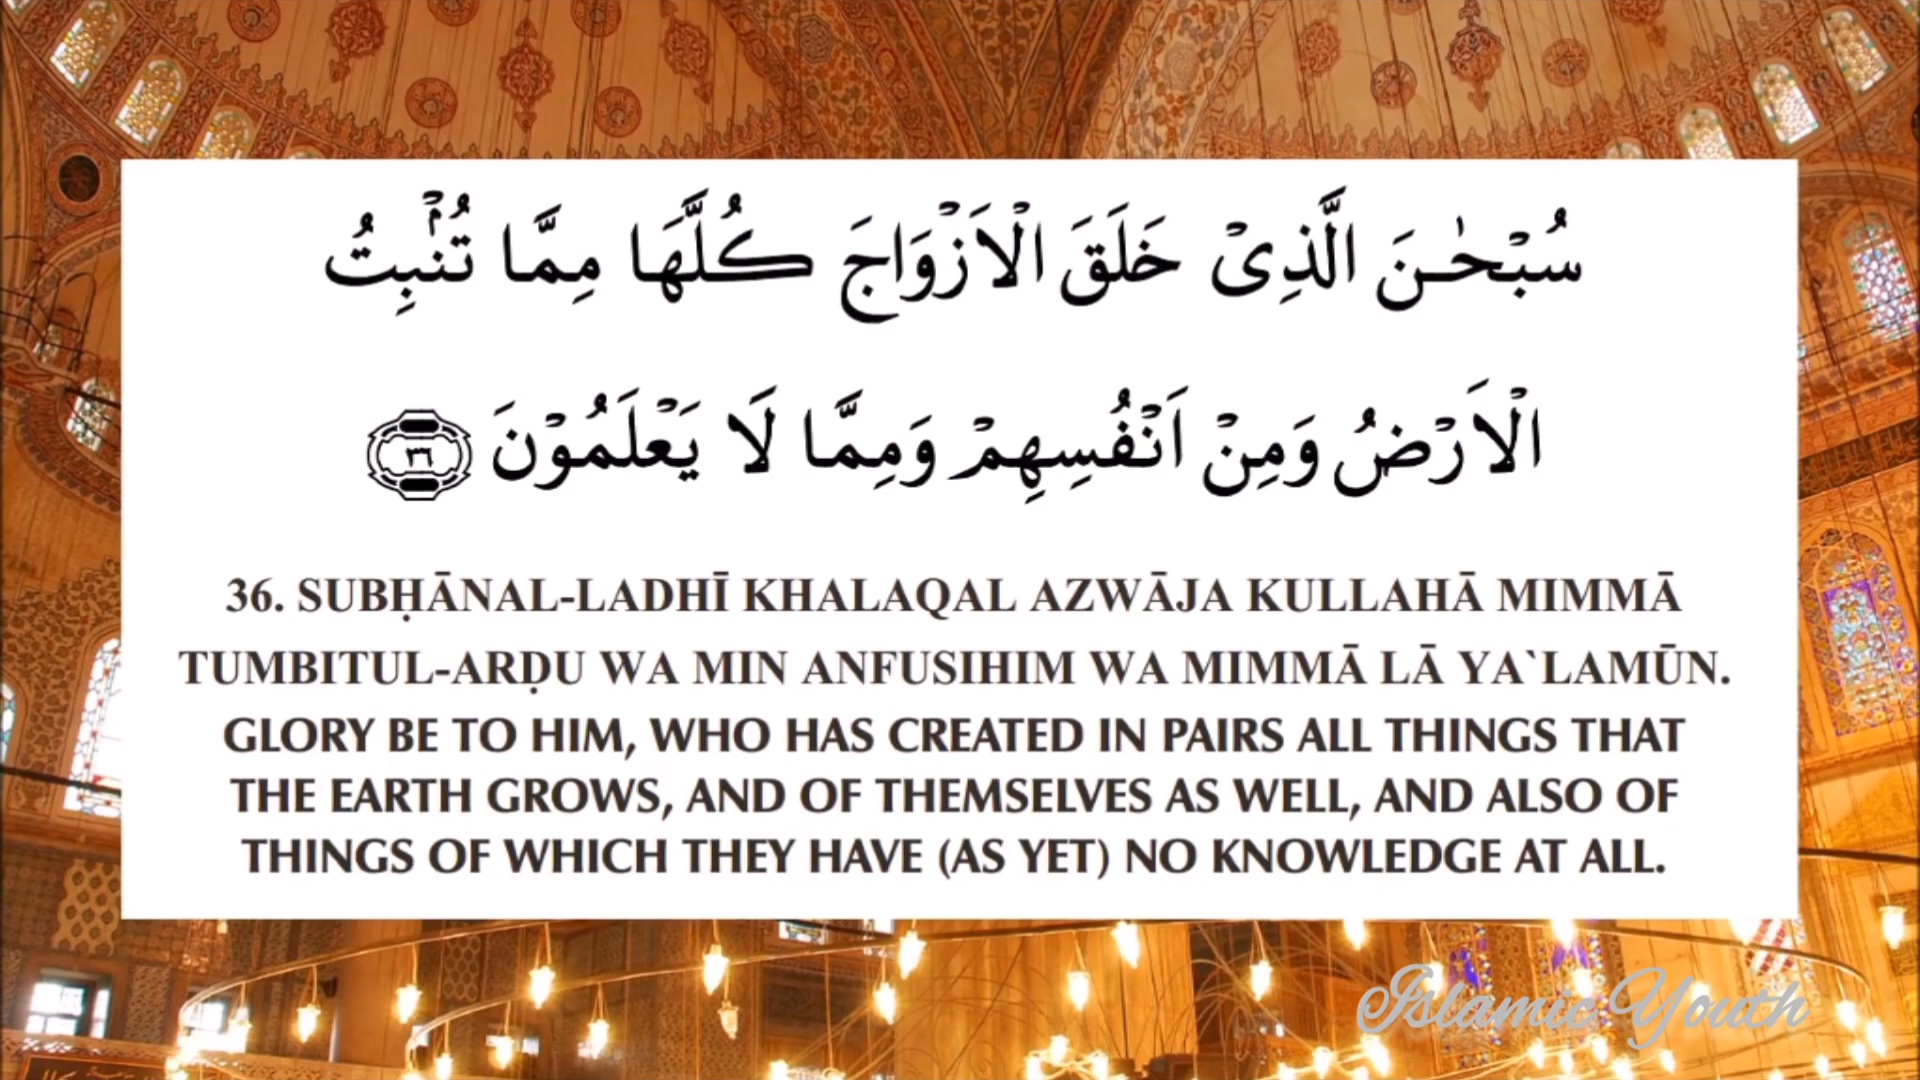 سُبْحٰنَ الَّذِیْ خَلَقَ الْاَزْوَاجَ كُلَّهَا مِمَّا تُنْۢبِتُ
الْاَرْضُ وَمِنْ اَنْفُسِهِمْ وَمِمَّا لَا يَعْلَمُوْنَ ٣٦
36. SUBḤĀNAL-LADHĪ KHALAQAL AZWĀJA KULLAHĀ MIMMĀ
TUMBITUL-ARḌU WA MIN ANFUSIHIM WA MIMMĀ LĀ YA`LAMŪN.
GLORY BE TO HIM, WHO HAS CREATED IN PAIRS ALL THINGS THAT
THE EARTH GROWS, AND OF THEMSELVES AS WELL, AND ALSO OF
THINGS OF WHICH THEY HAVE (AS YET) NO KNOWLEDGE AT ALL.
Islamic Youth